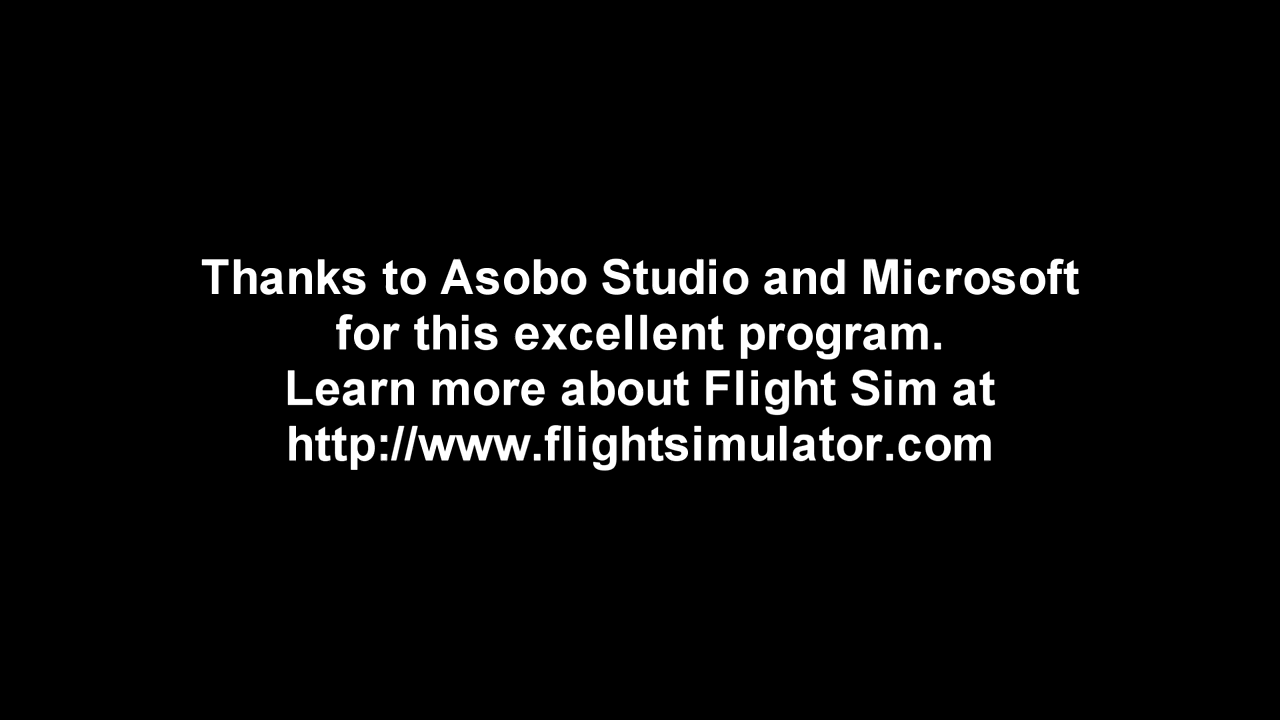 Thanks to Asobo Studio and Microsoft
for this excellent program.
Learn more about Flight Sim at
http://www.flightsimulator.com